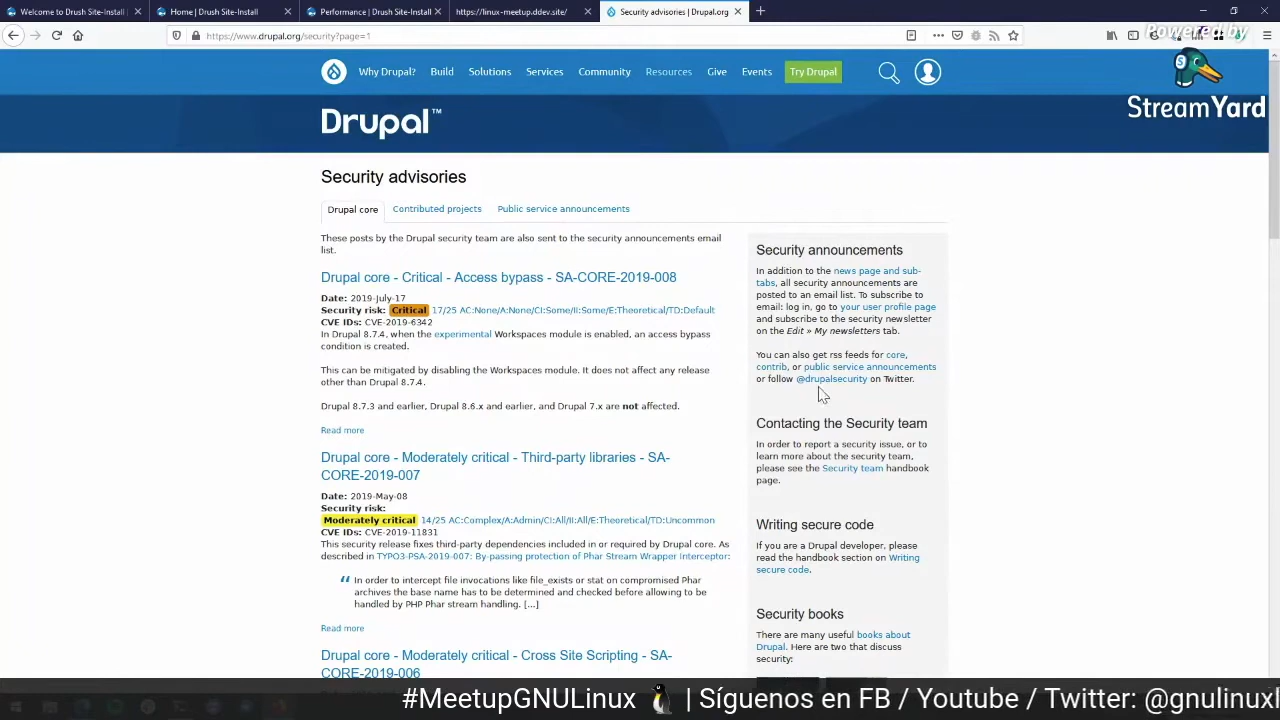 Welcome to Drush Site-Install
Home | Drush Site-Install
Performance | Drush Site-Install
https://linux-meetup.ddev.site/
Security advisories | Drupal.org
https://www.drupal.org/security?page=1
Powered by
StreamYard
Why Drupal?
Build
Solutions
Services
Community
Resources
Give
Events
Try Drupal
Drupal™
Security advisories
Drupal core
Contributed projects
Public service announcements
These posts by the Drupal security team are also sent to the security announcements email
list.
Drupal core - Critical - Access bypass - SA-CORE-2019-008
Date: 2019-July-17
Security risk: Critical 17/25 AC:None/A:None/CI:Some/II:Some/E:Theoretical/TD:Default
CVE IDs: CVE-2019-6342
In Drupal 8.7.4, when the experimental Workspaces module is enabled, an access bypass
condition is created.
This can be mitigated by disabling the Workspaces module. It does not affect any release
other than Drupal 8.7.4.
Drupal 8.7.3 and earlier, Drupal 8.6.x and earlier, and Drupal 7.x are not affected.
Read more
Drupal core - Moderately critical - Third-party libraries - SA-
CORE-2019-007
Date: 2019-May-08
Security risk:
Moderately critical 14/25 AC:Complex/A:Admin/CI:All/II:All/E:Theoretical/TD:Uncommon
CVE IDs: CVE-2019-11831
This security release fixes third-party dependencies included in or required by Drupal core. As
described in TYPO3-PSA-2019-007: By-passing protection of Phar Stream Wrapper Interceptor:
“ In order to intercept file invocations like file_exists or stat on compromised Phar
archives the base name has to be determined and checked before allowing to be
handled by PHP Phar stream handling. [...]
Read more
Drupal core - Moderately critical - Cross Site Scripting - SA-
CORE-2019-006
Security announcements
In addition to the news page and sub-
tabs, all security announcements are
posted to an email list. To subscribe to
email: log in, go to your user profile page
and subscribe to the security newsletter
on the Edit » My newsletters tab.
You can also get rss feeds for core,
contrib, or public service announcements
or follow @drupalsecurity on Twitter.
Contacting the Security team
In order to report a security issue, or to
learn more about the security team,
please see the Security team handbook
page.
Writing secure code
If you are a Drupal developer, please
read the handbook section on Writing
secure code.
Security books
There are many useful books about
Drupal. Here are two that discuss
security:
#MeetupGNULinux 🐧 | Síguenos en FB / Youtube / Twitter: @gnulinuxl